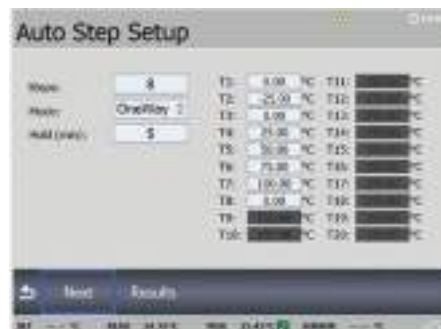 Auto Step Setup
Steps: 8
Mode: OneWay
Hold (min): 5
T1: 0.00 °C T11: °C
T2: -25.00 °C T12: °C
T3: 0.00 °C T13: °C
T4: 25.00 °C T14: °C
T5: 50.00 °C T15: °C
T6: 75.00 °C T16: °C
T7: 100.00 °C T17: °C
T8: 0.00 °C T18: °C
T9: °C T19: °C
T10: °C T20: °C
Next Results